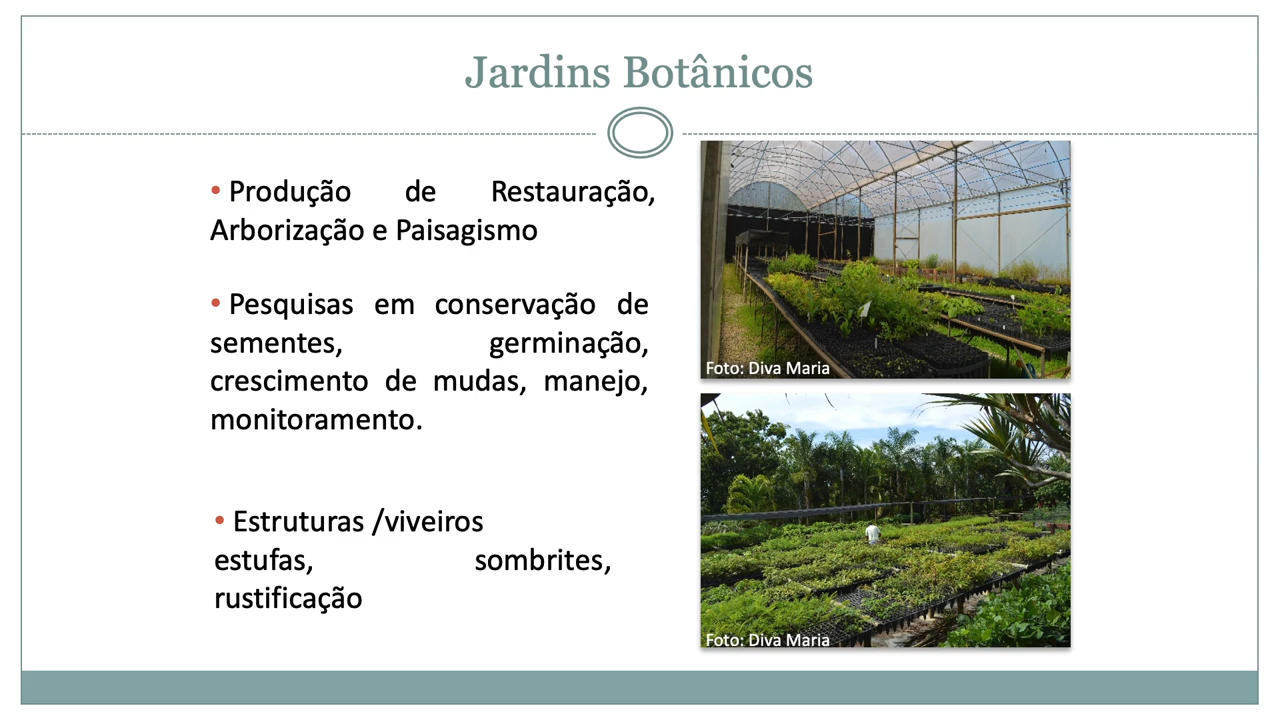 Jardins Botânicos
• Produção de Restauração,
Arborização e Paisagismo
• Pesquisas em conservação de
sementes, germinação,
crescimento de mudas, manejo,
monitoramento.
• Estruturas /viveiros
estufas, sombrites,
rustificação
Foto: Diva Maria
Foto: Diva Maria